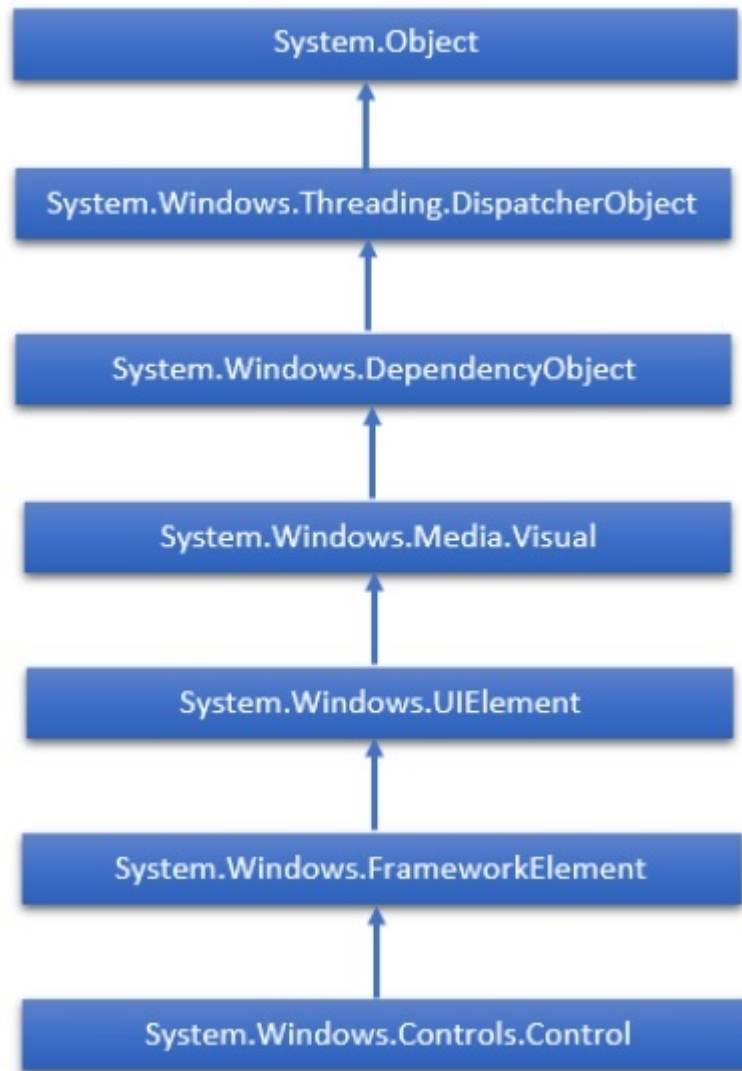 System.Object
System.Windows.Threading.DispatcherObject
System.Windows.DependencyObject
System.Windows.Media.Visual
System.Windows.UIElement
System.Windows.FrameworkElement
System.Windows.Controls.Control